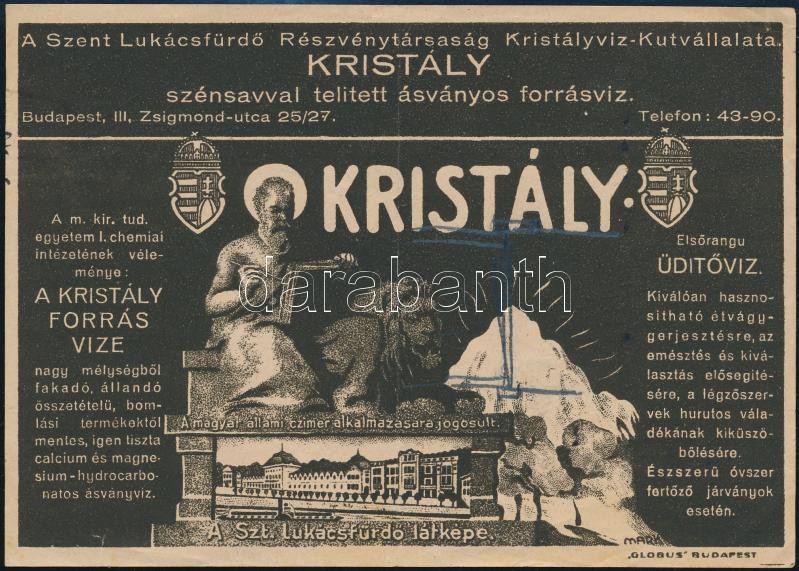 A Szent Lukácsfürdő Részvénytársaság Kristályviz-Kutvállalata.
KRISTÁLY
szénsavval telitett ásványos forrásviz.
Budapest, III, Zsigmond-utca 25/27. Telefon: 43-90.
KRISTÁLY.
A m. kir. tud.
egyetem I. chemiai
intézetének véle-
ménye:
A KRISTÁLY
FORRÁS
VIZE
nagy mélységből
fakadó, állandó
összetételü, bom-
lási termékektől
mentes, igen tiszta
calcium és magne-
sium-hydrocarbo-
natos ásványviz.
darabanth
A magyar állami czimer alkalmazására jogosult.
A Szt. Lukácsfürdő látképe.
Elsőrangu
ÜDITŐVIZ.
Kiválóan haszno-
sitható étvágy-
gerjesztésre, az
emésztés és kivá-
lasztás elősegité-
sére, a légzőszer-
vek hurutos vála-
dékának kiküszö-
bölésére.
Észszerü óvszer
fertőző járványok
esetén.
„GLOBUS" BUDAPEST